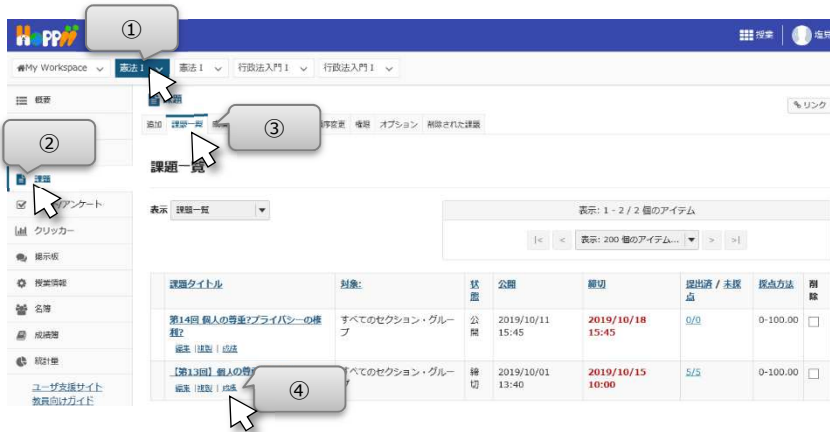 Hoppii
①
授業
My Workspace
憲法 I
憲法 I
行政法入門 I
行政法入門 I
概要
課題
リンク
追加 課題一覧
③
権限 オプション 削除された課題
②
課題一覧
課題
アンケート
表示 課題一覧
表示: 1 - 2 / 2 個のアイテム
クリッカー
|< < 表示: 200 個のアイテム... > >|
掲示板
授業情報
課題タイトル 対象: 状態 公開 締切 提出済 / 未採点 採点方法 削除
名簿
第14回 個人の尊重?プライバシーの権利?
すべてのセクション・グループ
公開
2019/10/11
15:45
2019/10/18
15:45
0/0
0-100.00
成績簿
編集 |複製 | 成績
統計量
【第13回】個人の尊
すべてのセクション・グルー
締切
2019/10/01
13:40
2019/10/15
10:00
5/5
0-100.00
編集 |複製 | 成績
④
ユーザ支援サイト
教員向けガイド